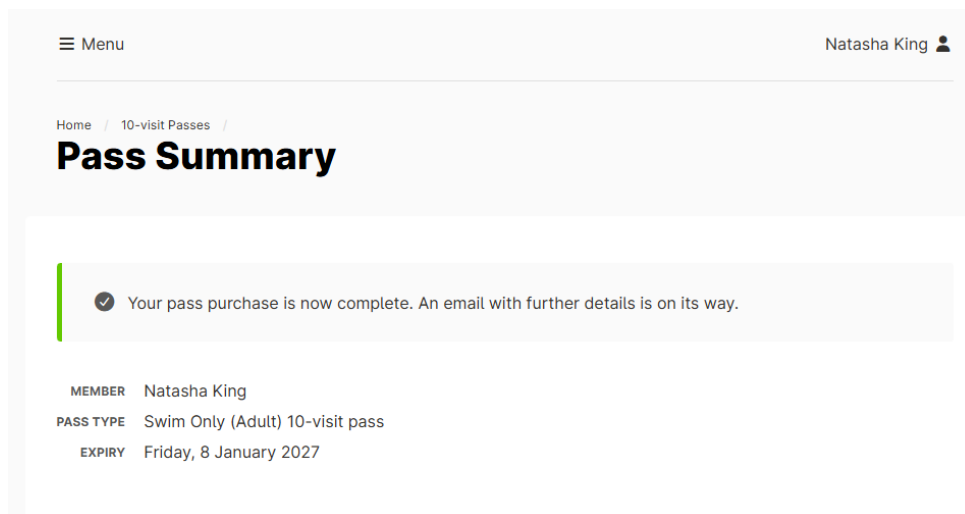 Menu
Natasha King
Home / 10-visit Passes /
Pass Summary
Your pass purchase is now complete. An email with further details is on its way.
MEMBER Natasha King
PASS TYPE Swim Only (Adult) 10-visit pass
EXPIRY Friday, 8 January 2027